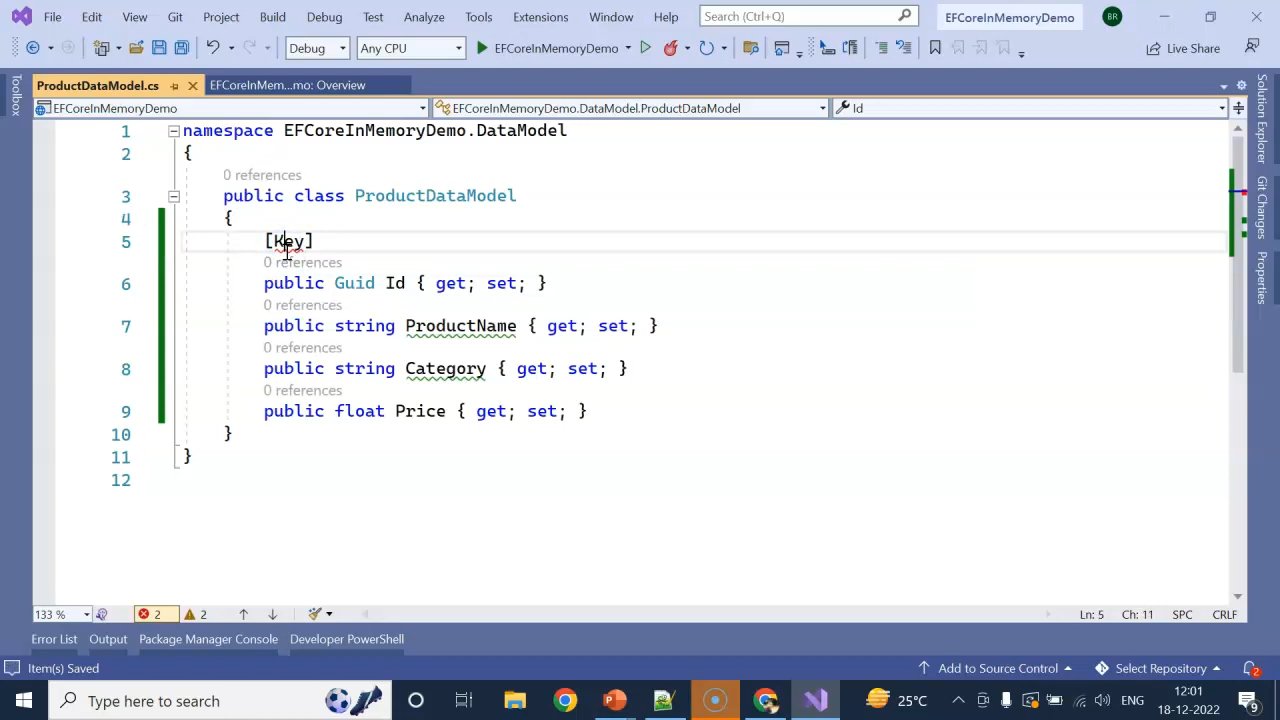 File Edit View Git Project Build Debug Test Analyze Tools Extensions Window Help Search (Ctrl+Q) EFCoreInMemoryDemo BR
Debug Any CPU EFCoreInMemoryDemo Live Share
ProductDataModel.cs EFCoreInMem...mo: Overview
EFCoreInMemoryDemo EFCoreInMemoryDemo.DataModel.ProductDataModel Id
Toolbox
Solution Explorer
Git Changes
Properties
1 namespace EFCoreInMemoryDemo.DataModel
2 {
0 references
3 public class ProductDataModel
4 {
5 [Key]
0 references
6 public Guid Id { get; set; }
0 references
7 public string ProductName { get; set; }
0 references
8 public string Category { get; set; }
0 references
9 public float Price { get; set; }
10 }
11 }
12
133 % 2 2 Ln: 5 Ch: 11 SPC CRLF
Error List Output Package Manager Console Developer PowerShell
Item(s) Saved Add to Source Control Select Repository 2
Type here to search 25°C ENG 12:01 18-12-2022 9